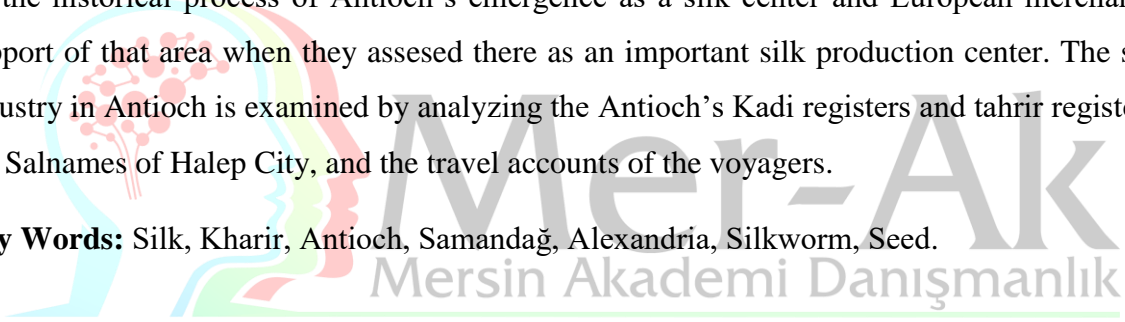 the historical process of Antioch's emergence as a silk center and European merchan
port of that area when they assesed there as an important silk production center. The s
ustry in Antioch is examined by analyzing the Antioch's Kadi registers and tahrir registe
Salnames of Halep City, and the travel accounts of the voyagers.
y Words: Silk, Kharir, Antioch, Samandağ, Alexandria, Silkworm, Seed.
Mer-Ak
Mersin Akademi Danışmanlık